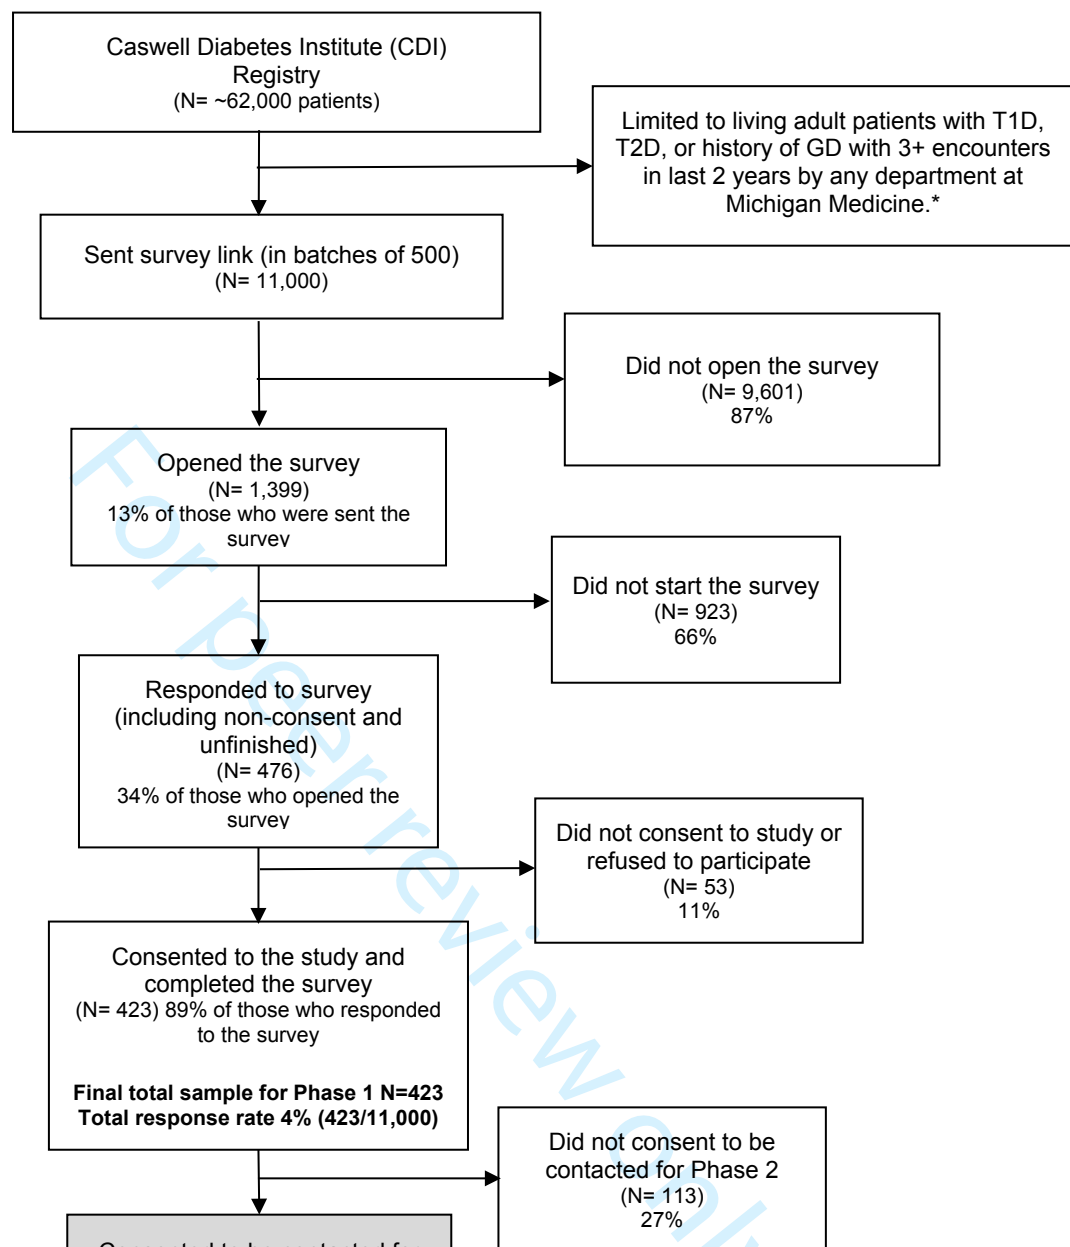 Caswell Diabetes Institute (CDI)
Registry
(N= ~62,000 patients)
Limited to living adult patients with T1D,
T2D, or history of GD with 3+ encounters
in last 2 years by any department at
Michigan Medicine.*
Sent survey link (in batches of 500)
(N= 11,000)
Did not open the survey
(N= 9,601)
87%
Opened the survey
(N= 1,399)
13% of those who were sent the
survey
Did not start the survey
(N= 923)
66%
Responded to survey
(including non-consent and
unfinished)
(N= 476)
34% of those who opened the
survey
Did not consent to study or
refused to participate
(N= 53)
11%
Consented to the study and
completed the survey
(N= 423) 89% of those who responded
to the survey
Final total sample for Phase 1 N=423
Total response rate 4% (423/11,000)
Did not consent to be
contacted for Phase 2
(N= 113)
27%
Consented to be contacted for
For peer review only